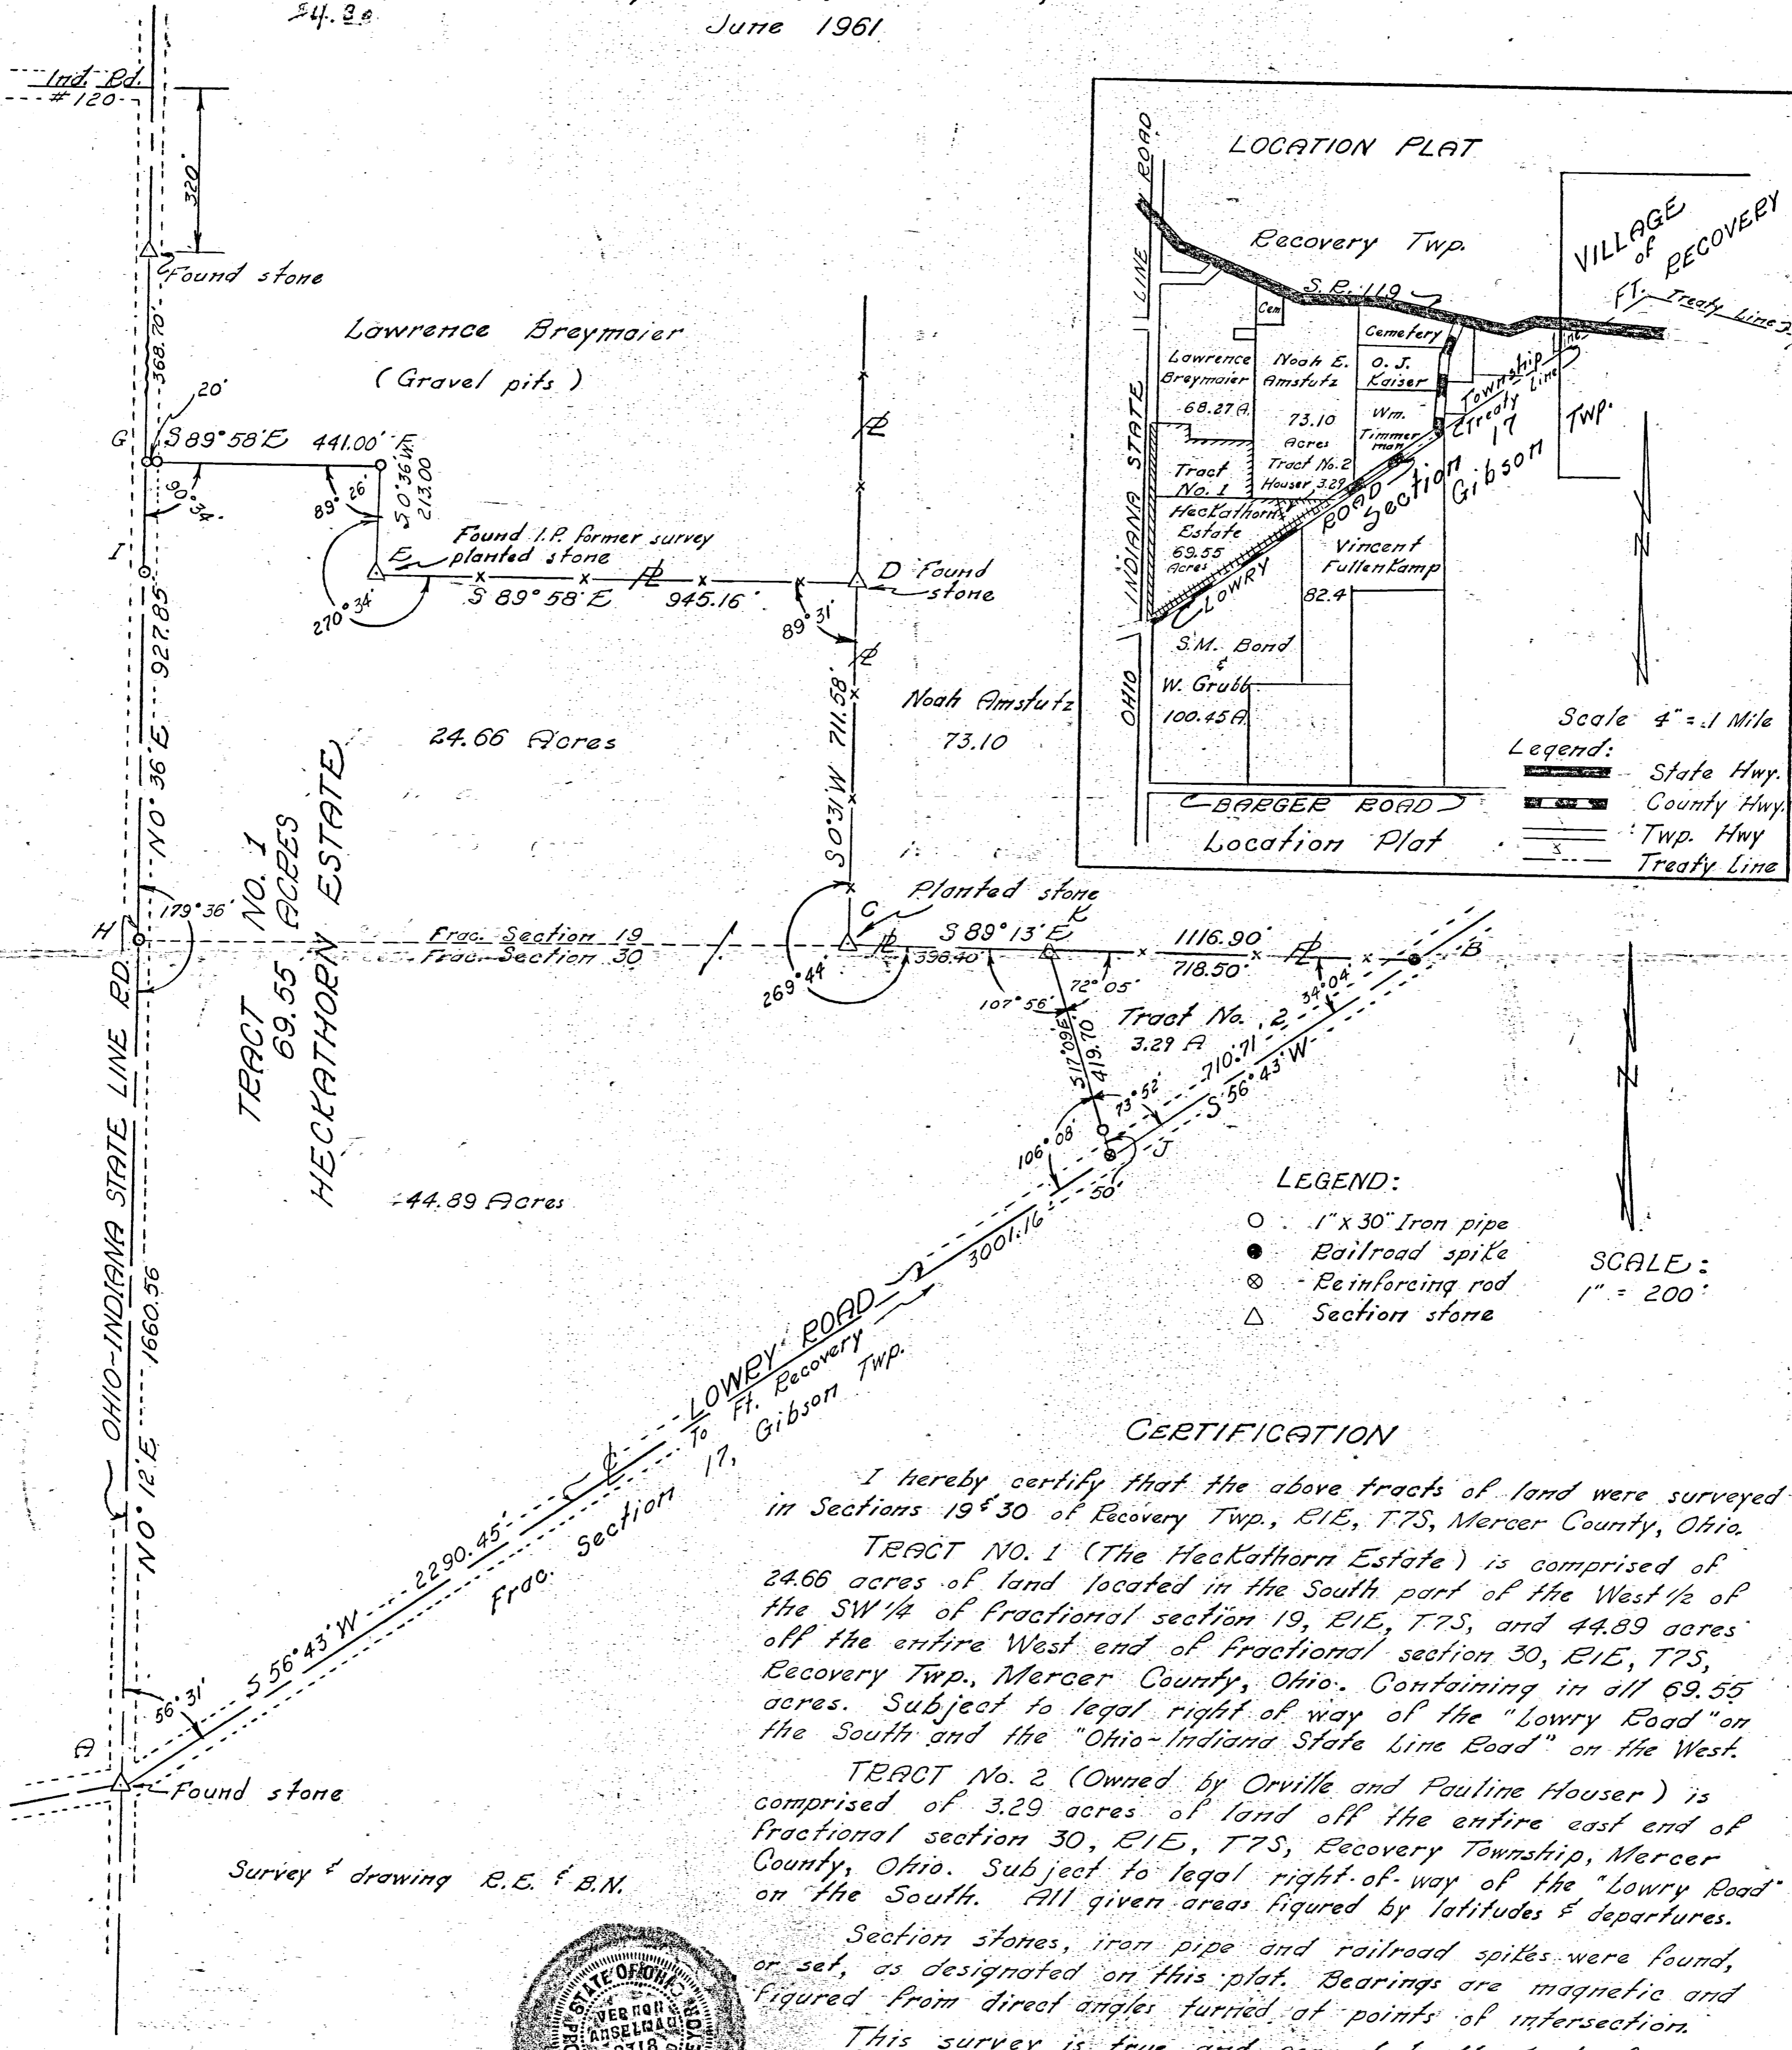 June 1961
Ind. Rd.
# 120
320'
Found stone
368.70'
20'
Lawrence Breymaier
(Gravel pits)
G
S 89° 58' E 441.00'
90° 34'
89° 26'
S 0° 36' W
213.00
I
Found I.P. former survey
E planted stone
S 89° 58' E 945.16'
D Found
stone
270° 34'
89° 31'
N 0° 36' E 927.85
S 0° 31' W 711.58'
Noah Amstutz
73.10
24.66 Acres
TRACT NO. 1
69.55 ACRES
HECKATHORN ESTATE
179° 36'
H
Frac. Section 19
Frac. Section 30
Planted stone
C
K
S 89° 13' E
1116.90'
398.40'
718.50'
B
269° 44'
107° 56'
72° 05'
34° 04'
Tract No. 2
3.29 A
S 17° 09' E
419.70
710.71
S 56° 43' W
73° 52'
106° 08'
J
50'
3001.16'
44.89 Acres
OHIO-INDIANA STATE LINE RD.
N 0° 12' E 1660.56
LOWRY ROAD
To Ft. Recovery
Frac. Section 17, Gibson Twp.
2290.45'
S 56° 43' W
56° 31'
A
Found stone
Survey & drawing R.E. & B.N.
LOCATION PLAT
Recovery Twp.
S.R. 119
VILLAGE
of
FT. RECOVERY
Treaty Line
Cem
Cemetery
Lawrence
Breymaier
68.27 A.
Noah E.
Amstutz
73.10
Acres
O. J.
Kaiser
Wm.
Timmer
man
Township Line
Treaty
17
Section
Gibson
Twp.
Tract
No. 1
Tract No. 2
Houser 3.29
Heckathorn
Estate
69.55
Acres
LOWRY ROAD
Vincent
Fullenkamp
82.4
S.M. Bond
&
W. Grubb
100.45 A.
OHIO INDIANA STATE LINE ROAD
BARGER ROAD
Location Plat
Scale 4" = 1 Mile
Legend:
State Hwy.
County Hwy.
Twp. Hwy
Treaty Line
N
N
LEGEND:
1" x 30" Iron pipe
Railroad spike
Reinforcing rod
Section stone
SCALE:
1" = 200'
CERTIFICATION
I hereby certify that the above tracts of land were surveyed
in Sections 19 & 30 of Recovery Twp., R1E, T7S, Mercer County, Ohio.
TRACT NO. 1 (The Heckathorn Estate) is comprised of
24.66 acres of land located in the South part of the West 1/2 of
the SW 1/4 of fractional section 19, R1E, T7S, and 44.89 acres
off the entire West end of fractional section 30, R1E, T7S,
Recovery Twp., Mercer County, Ohio. Containing in all 69.55
acres. Subject to legal right of way of the "Lowry Road" on
the South and the "Ohio-Indiana State Line Road" on the West.
TRACT No. 2 (Owned by Orville and Pauline Houser) is
comprised of 3.29 acres of land off the entire east end of
fractional section 30, R1E, T7S, Recovery Township, Mercer
County, Ohio. Subject to legal right-of-way of the "Lowry Road"
on the South. All given areas figured by latitudes & departures.
Section stones, iron pipe and railroad spikes were found,
or set, as designated on this plat. Bearings are magnetic and
figured from direct angles turned at points of intersection.
This survey is true and
STATE OF OHIO
VERNON